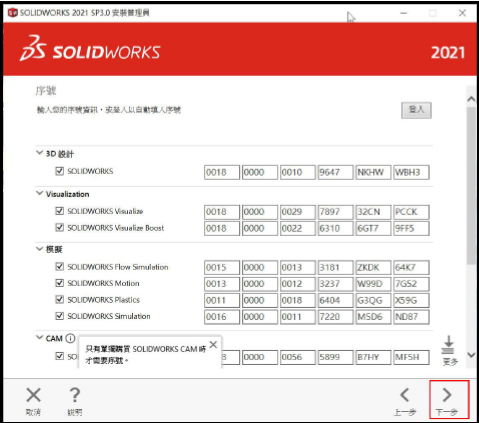 SOLIDWORKS 2021 SP3.0 安裝管理員
SOLIDWORKS 2021
序號
輸入您的序號資訊，或登入以自動填入序號
登入
3D 設計
SOLIDWORKS 0018 0000 0010 9647 NKHW WBH3
Visualization
SOLIDWORKS Visualize 0018 0000 0029 7897 32CN PCCK
SOLIDWORKS Visualize Boost 0018 0000 0022 6310 6GT7 9FF5
模擬
SOLIDWORKS Flow Simulation 0015 0000 0013 3181 ZKDK 64K7
SOLIDWORKS Motion 0013 0000 0012 3237 W99D 7GS2
SOLIDWORKS Plastics 0011 0000 0018 6404 G3QG X59G
SOLIDWORKS Simulation 0016 0000 0011 7220 M5D6 ND87
CAM
只有單獨購買 SOLIDWORKS CAM 時
才需要序號。
SO 8 0000 0056 5899 B7HY MF5H
更多
取消 說明 上一步 下一步